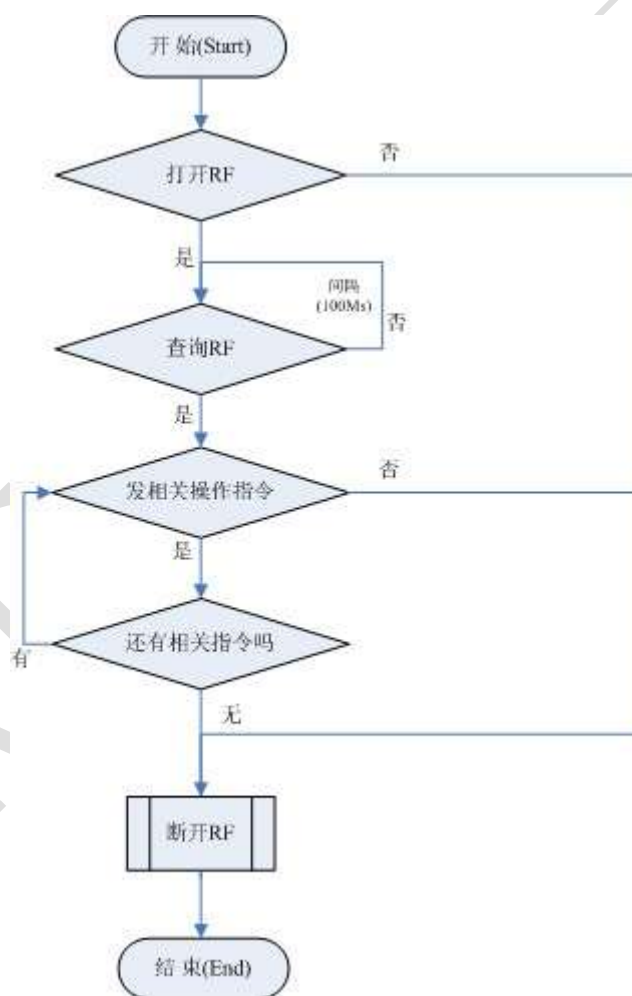 开 始(Start)
打开RF
否
是
间隔
(100Ms)
否
查询RF
是
否
发相关操作指令
是
还有相关指令吗
有
无
断开RF
结 束(End)